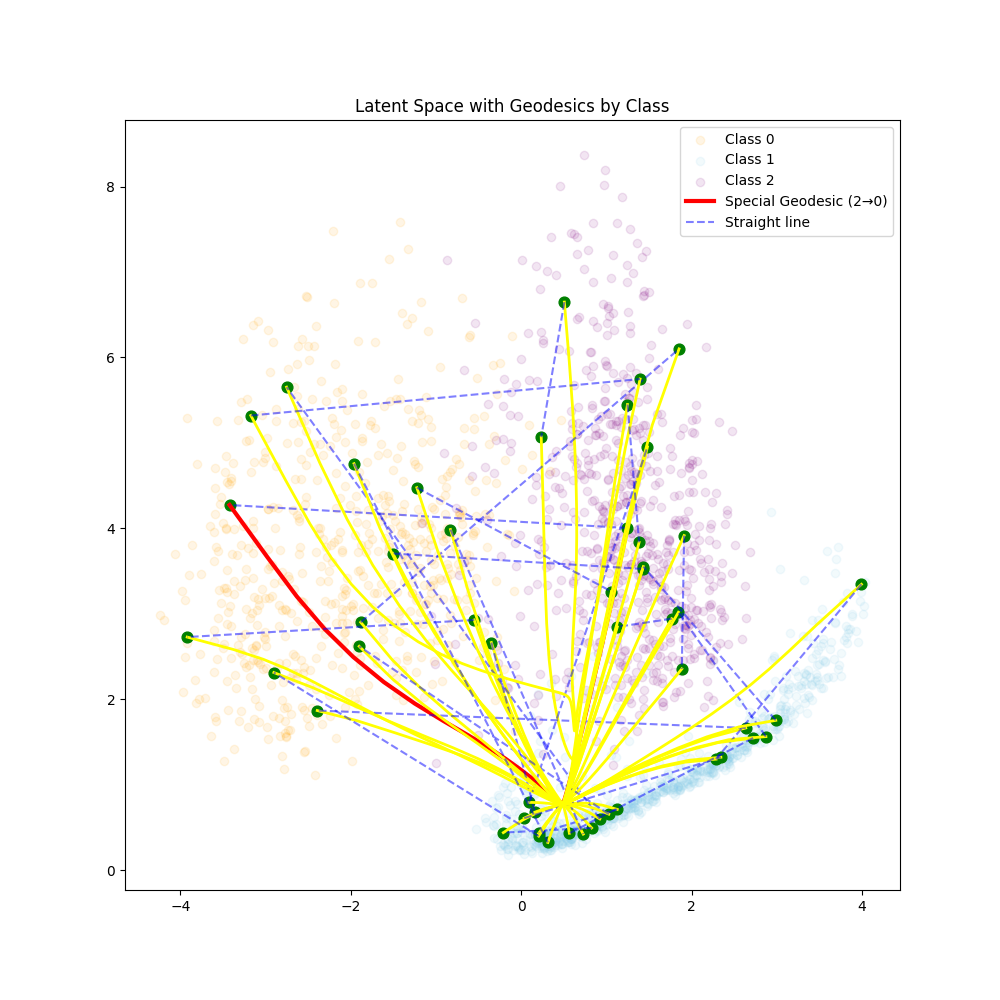 Latent Space with Geodesics by Class
Class 0
Class 1
Class 2
Special Geodesic (2→0)
Straight line
8
6
4
2
0
−4
−2
0
2
4